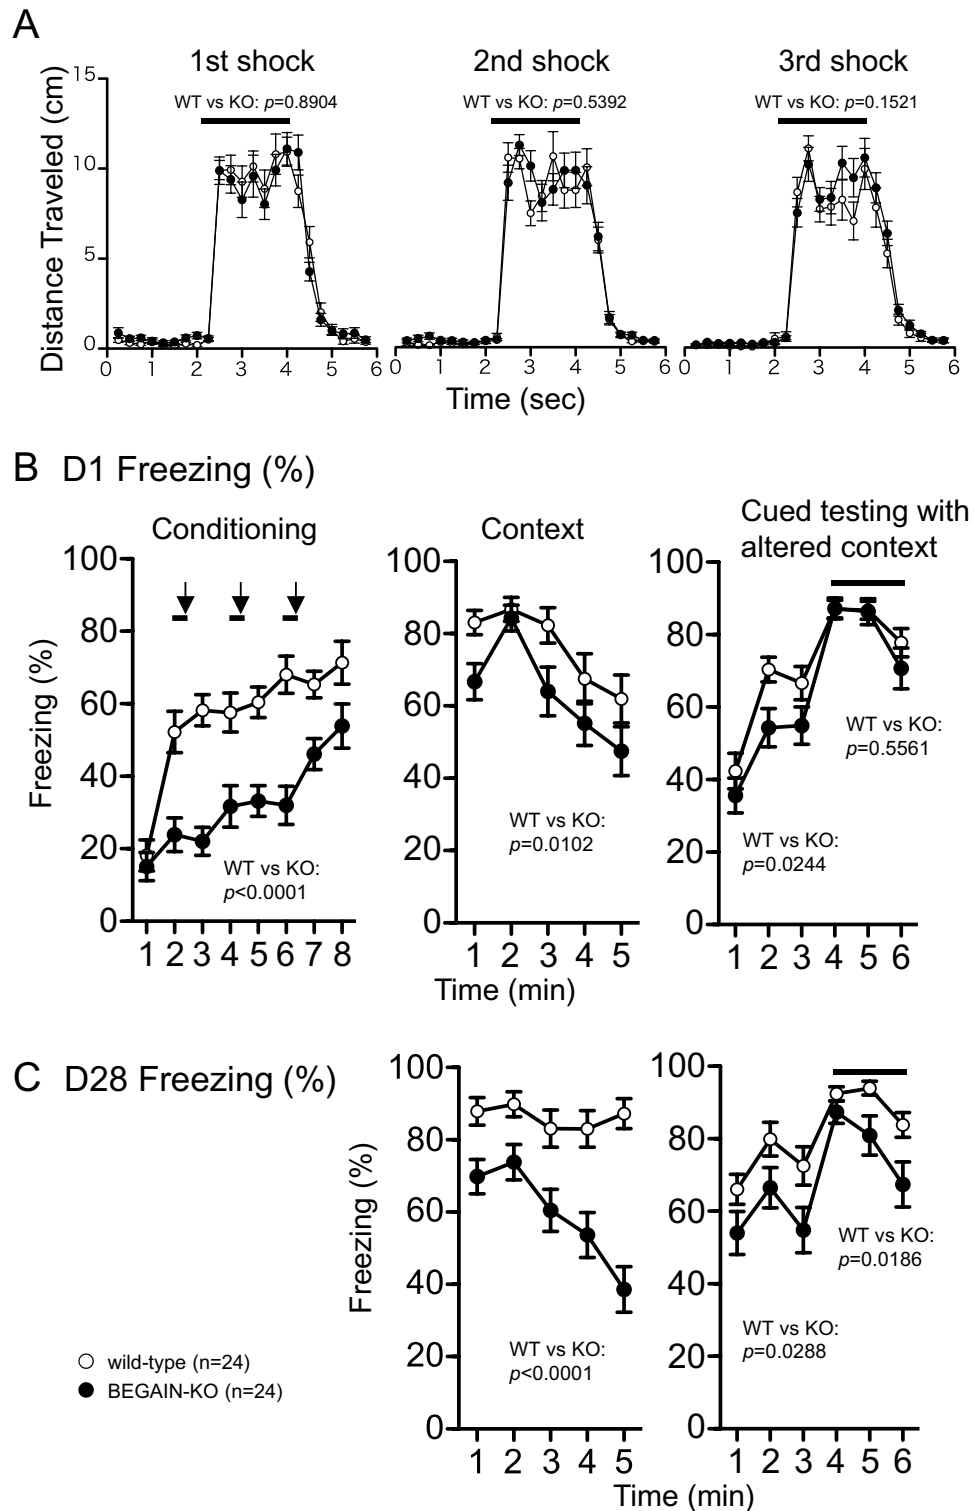 A
1st shock
2nd shock
3rd shock
WT vs KO: p=0.8904
WT vs KO: p=0.5392
WT vs KO: p=0.1521
Distance Traveled (cm)
15
10
5
0
0 1 2 3 4 5 6
0 1 2 3 4 5 6
0 1 2 3 4 5 6
Time (sec)
B D1 Freezing (%)
Conditioning
Context
Cued testing with
altered context
Freezing (%)
100
80
60
40
20
0
WT vs KO:
p<0.0001
1 2 3 4 5 6 7 8
100
80
60
40
20
0
WT vs KO:
p=0.0102
1 2 3 4 5
100
80
60
40
20
0
WT vs KO:
p=0.5561
WT vs KO:
p=0.0244
1 2 3 4 5 6
Time (min)
C D28 Freezing (%)
Freezing (%)
100
80
60
40
20
0
WT vs KO:
p<0.0001
1 2 3 4 5
100
80
60
40
20
0
WT vs KO:
p=0.0186
WT vs KO:
p=0.0288
1 2 3 4 5 6
Time (min)
wild-type (n=24)
BEGAIN-KO (n=24)